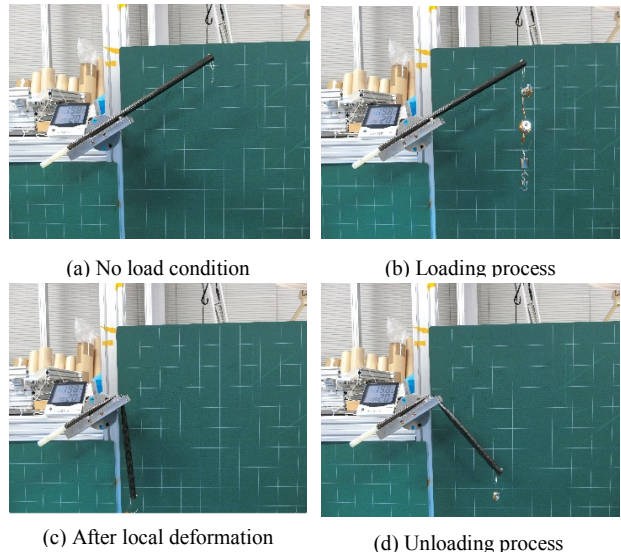 (a) No load condition
(b) Loading process
(c) After local deformation
(d) Unloading process